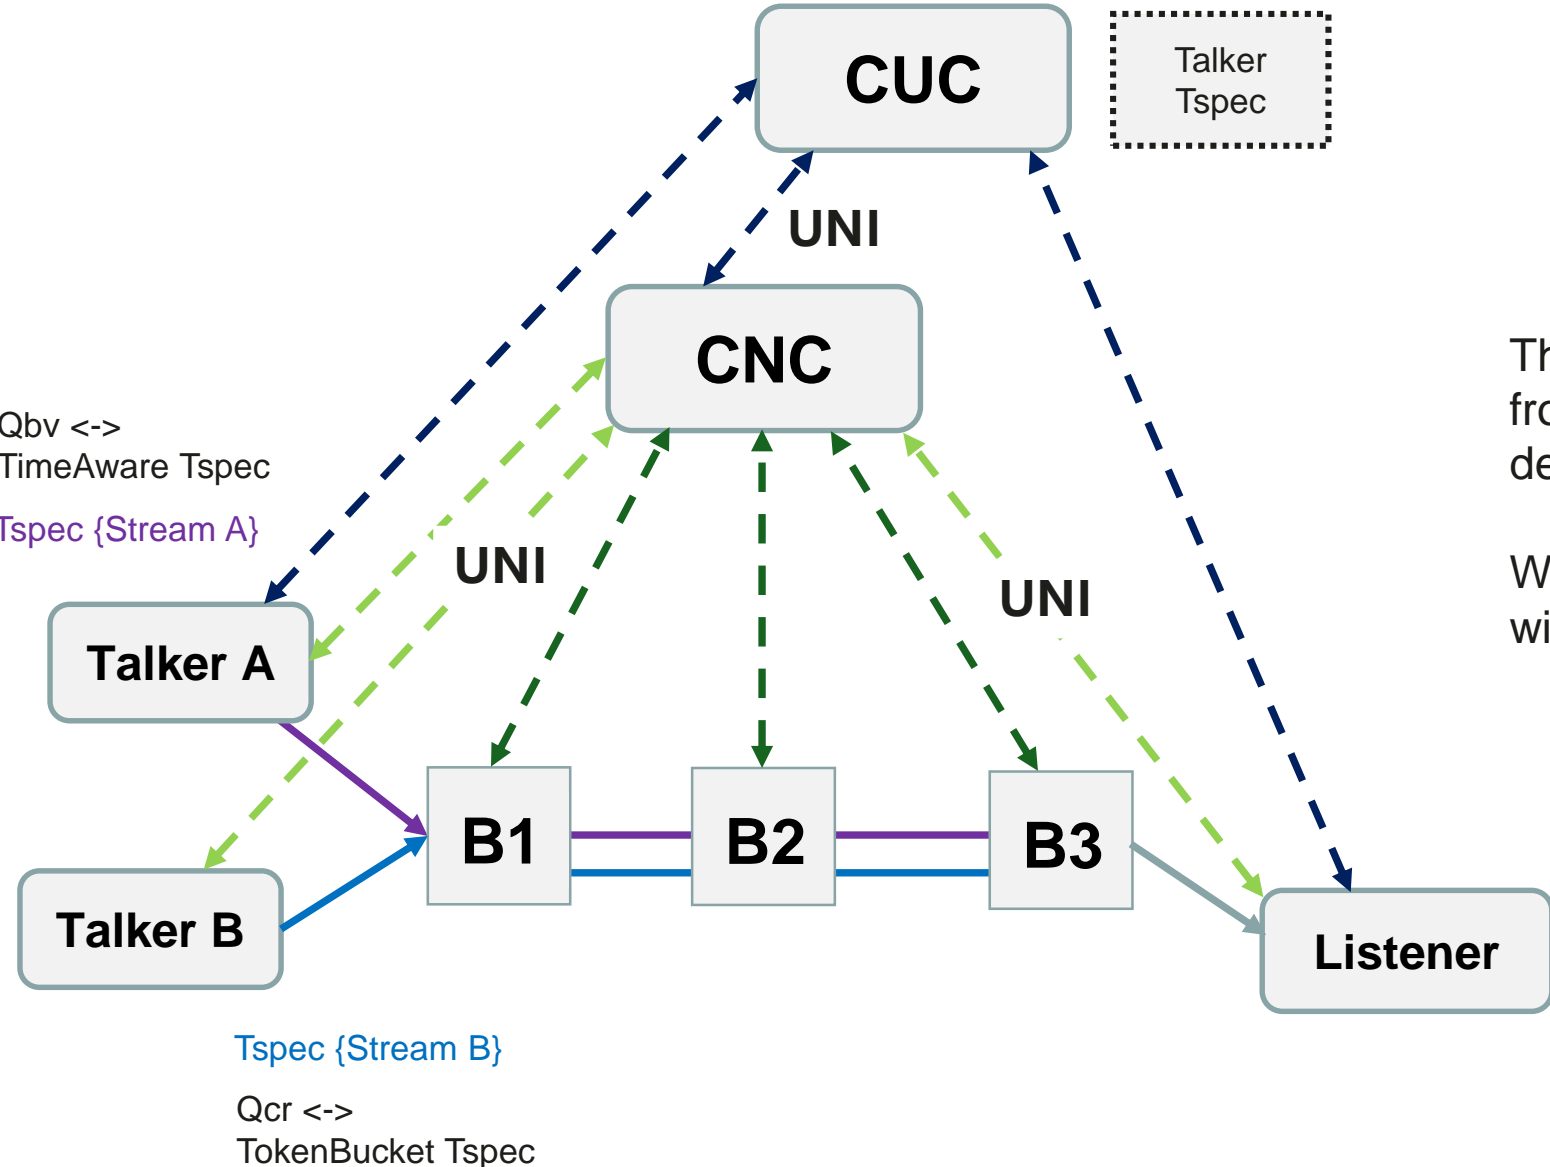 CUC
Talker
Tspec
UNI
CNC
Qbv <->
TimeAware Tspec
Tspec {Stream A}
UNI
UNI
Talker A
B1
B2
B3
Talker B
Listener
Tspec {Stream B}
Qcr <->
TokenBucket Tspec